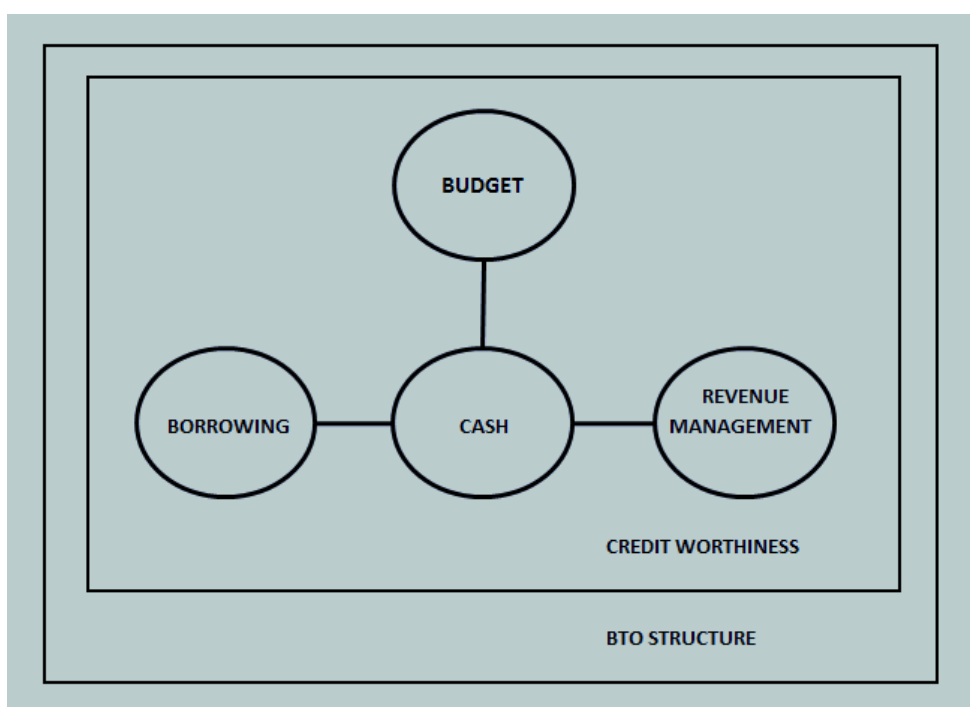 BUDGET
BORROWING
CASH
REVENUE
MANAGEMENT
CREDIT WORTHINESS
BTO STRUCTURE